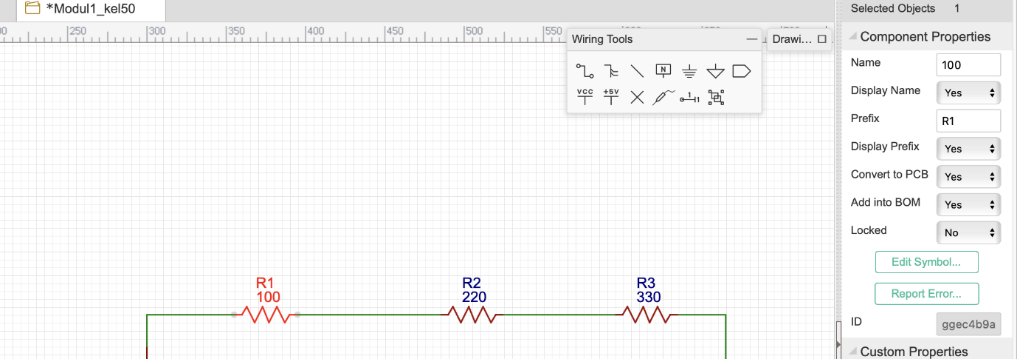 *Modul1_kel50
Selected Objects 1
250 300 350 400 450 500 550
Wiring Tools
Drawi...
Component Properties
Name 100
N
Display Name Yes
VCC +5V
Prefix R1
Display Prefix Yes
Convert to PCB Yes
Add into BOM Yes
Locked No
Edit Symbol...
R1 R2 R3
100 220 330
Report Error...
ID ggec4b9a
Custom Properties